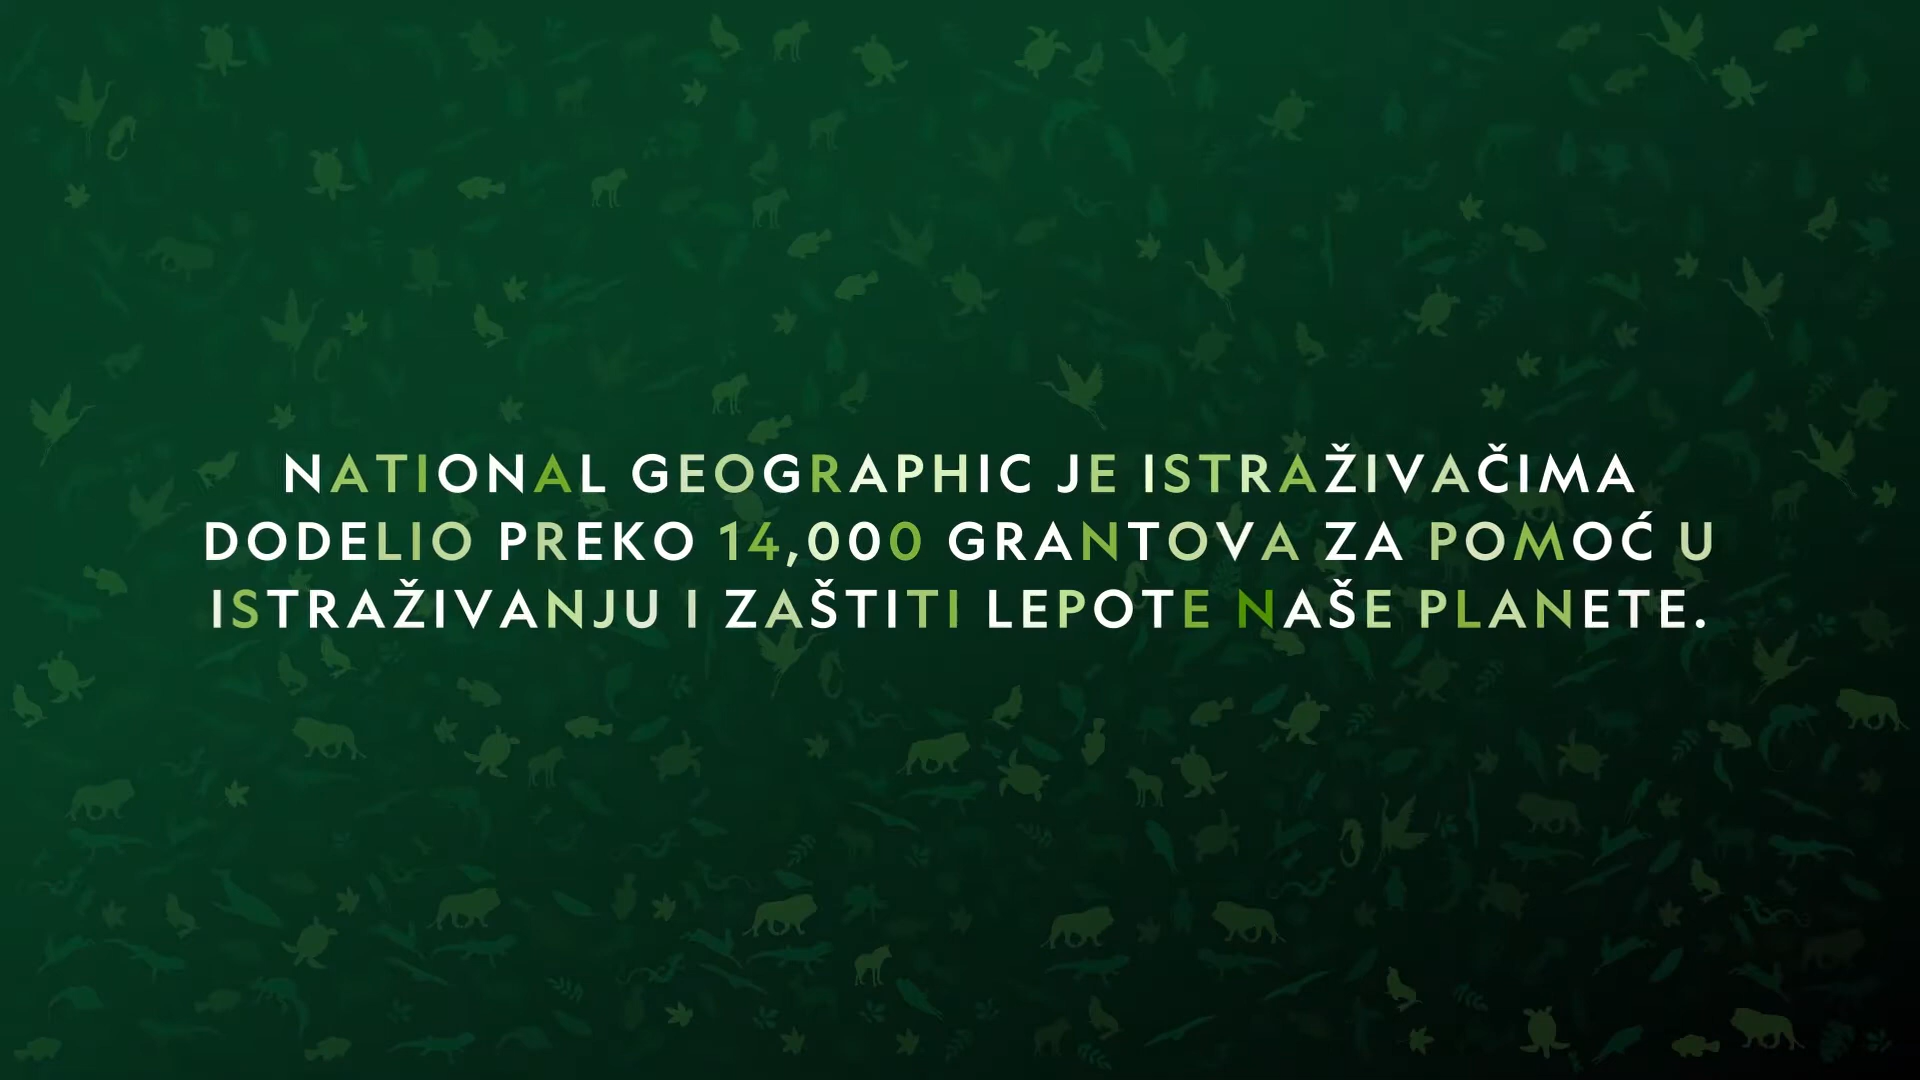 NATIONAL GEOGRAPHIC JE ISTRAŽIVAČIMA
DODELIO PREKO 14,000 GRANTOVA ZA POMOĆ U
ISTRAŽIVANJU I ZAŠTITI LEPOTE NAŠE PLANETE.